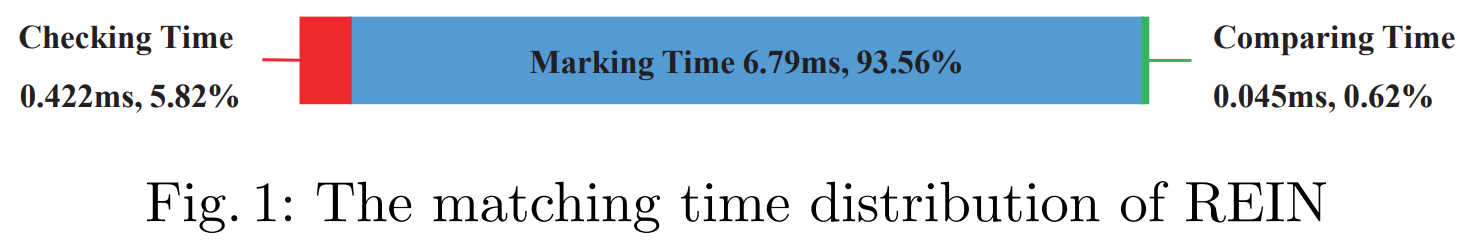 Checking Time
0.422ms, 5.82%
Marking Time 6.79ms, 93.56%
Comparing Time
0.045ms, 0.62%
Fig. 1: The matching time distribution of REIN